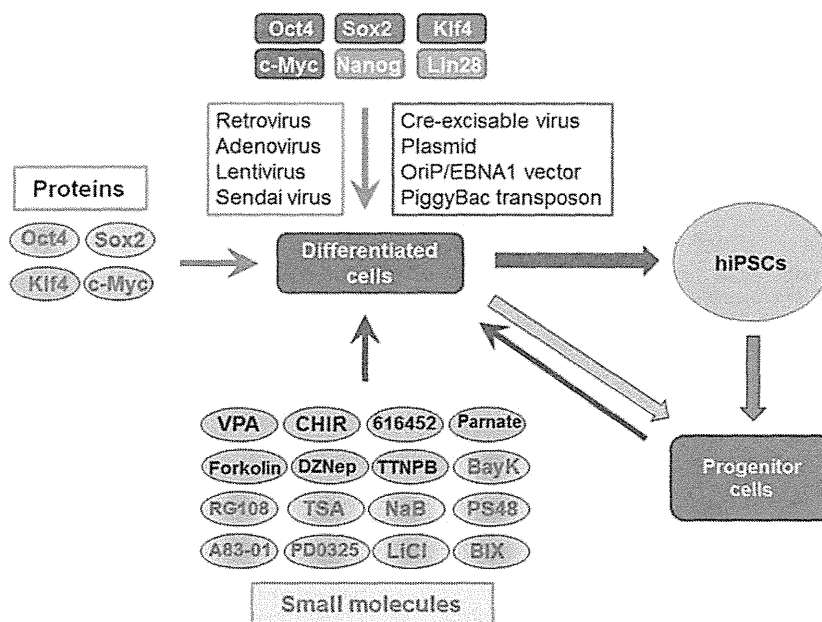 Oct4 Sox2 Klf4
c-Myc Nanog Lin28
Retrovirus
Adenovirus
Lentivirus
Sendai virus
Cre-excisable virus
Plasmid
OriP/EBNA1 vector
PiggyBac transposon
Proteins
Oct4 Sox2
Klf4 c-Myc
Differentiated
cells
hiPSCs
VPA CHIR 616452 Parnate
Forkolin DZNep TTNPB BayK
RG108 TSA NaB PS48
A83-01 PD0325 LiCl BIX
Small molecules
Progenitor
cells